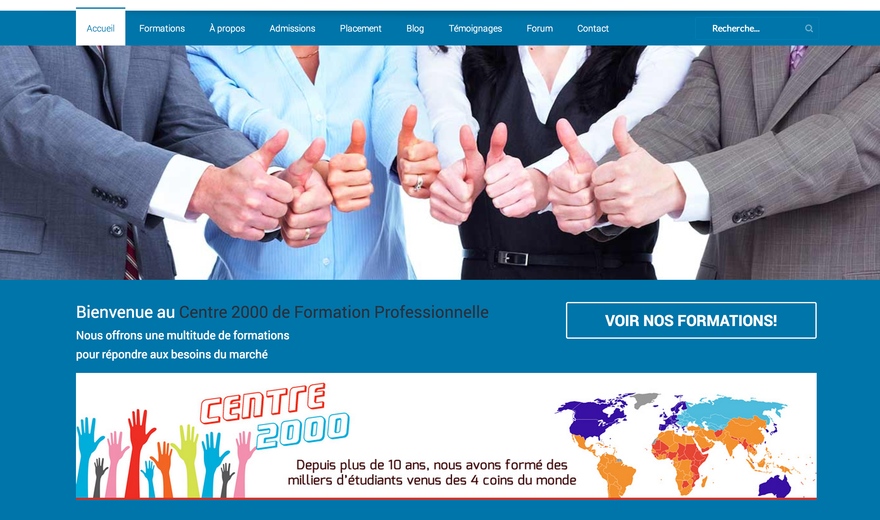 Accueil Formations À propos Admissions Placement Blog Témoignages Forum Contact Recherche...
Bienvenue au Centre 2000 de Formation Professionnelle
Nous offrons une multitude de formations
pour répondre aux besoins du marché
VOIR NOS FORMATIONS!
CENTRE
2000
Depuis plus de 10 ans, nous avons formé des
milliers d'étudiants venus des 4 coins du monde